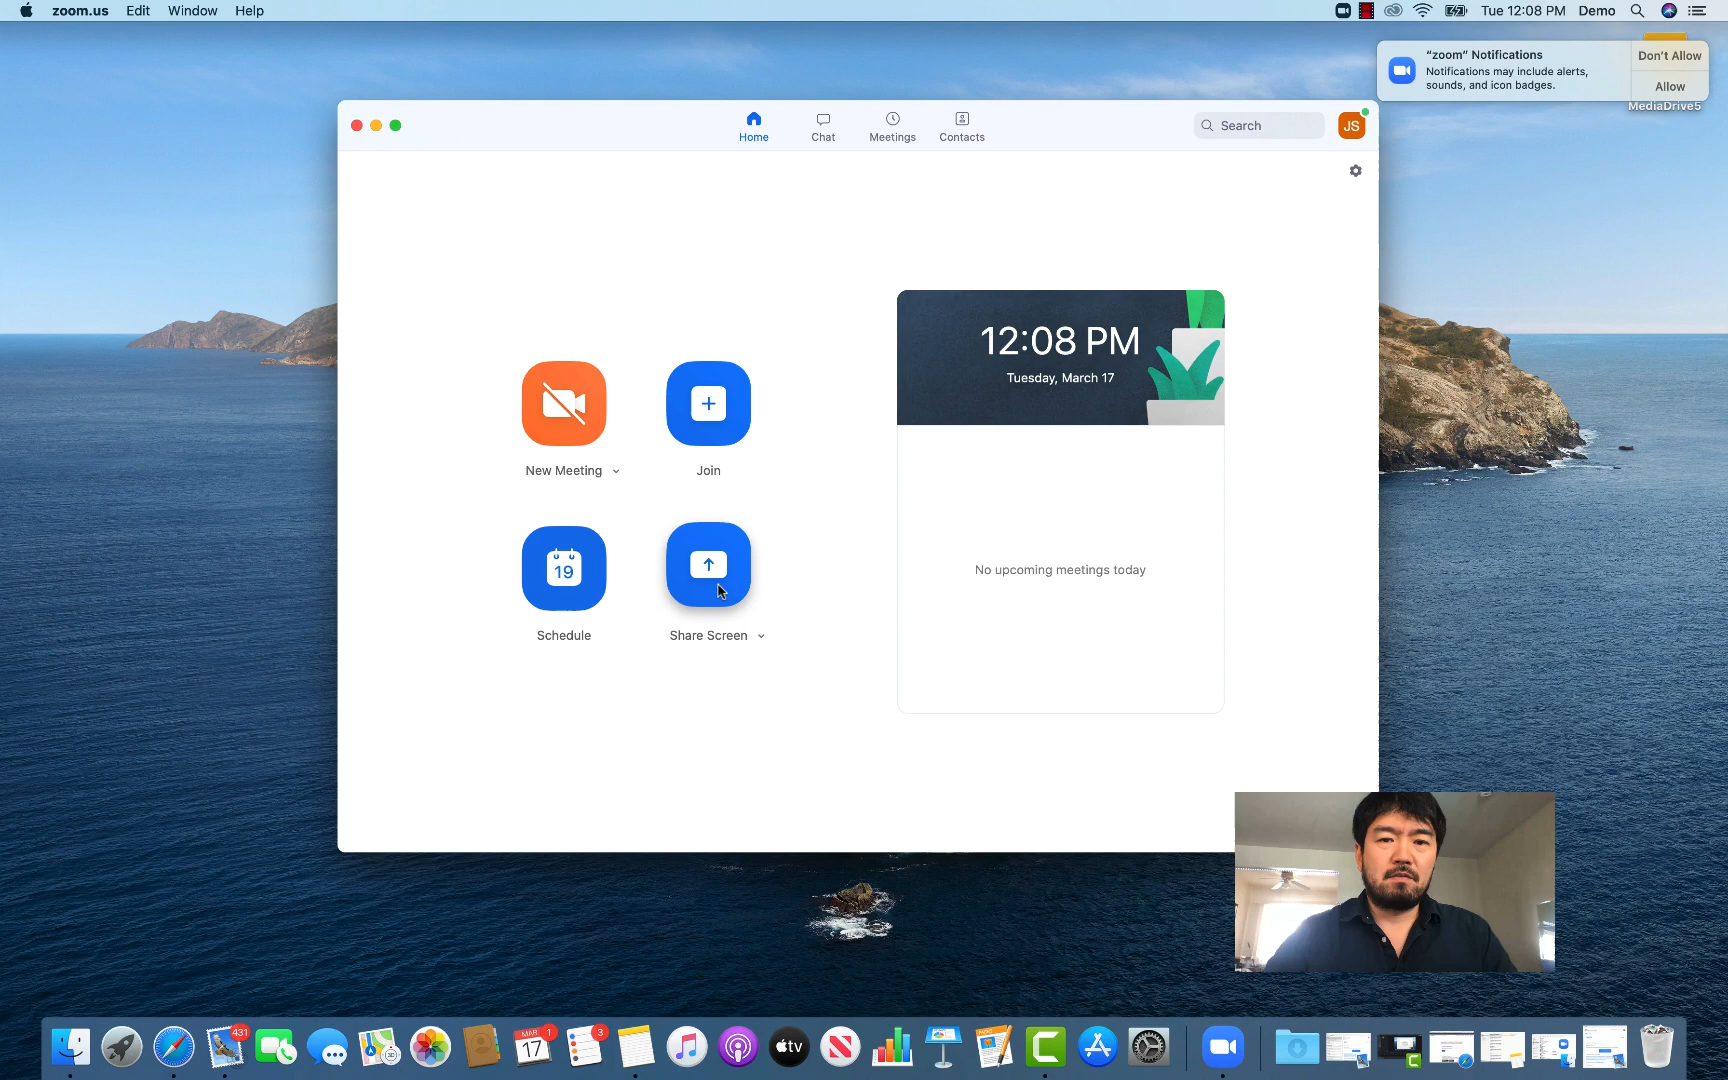 zoom.us Edit Window Help
Tue 12:08 PM Demo
"zoom" Notifications
Notifications may include alerts,
sounds, and icon badges.
Don't Allow
Allow
MediaDrive5
Home
Chat
Meetings
Contacts
Search
JS
12:08 PM
Tuesday, March 17
New Meeting
Join
19
Schedule
Share Screen
No upcoming meetings today
431
3D
MAR
17
1
3
tv